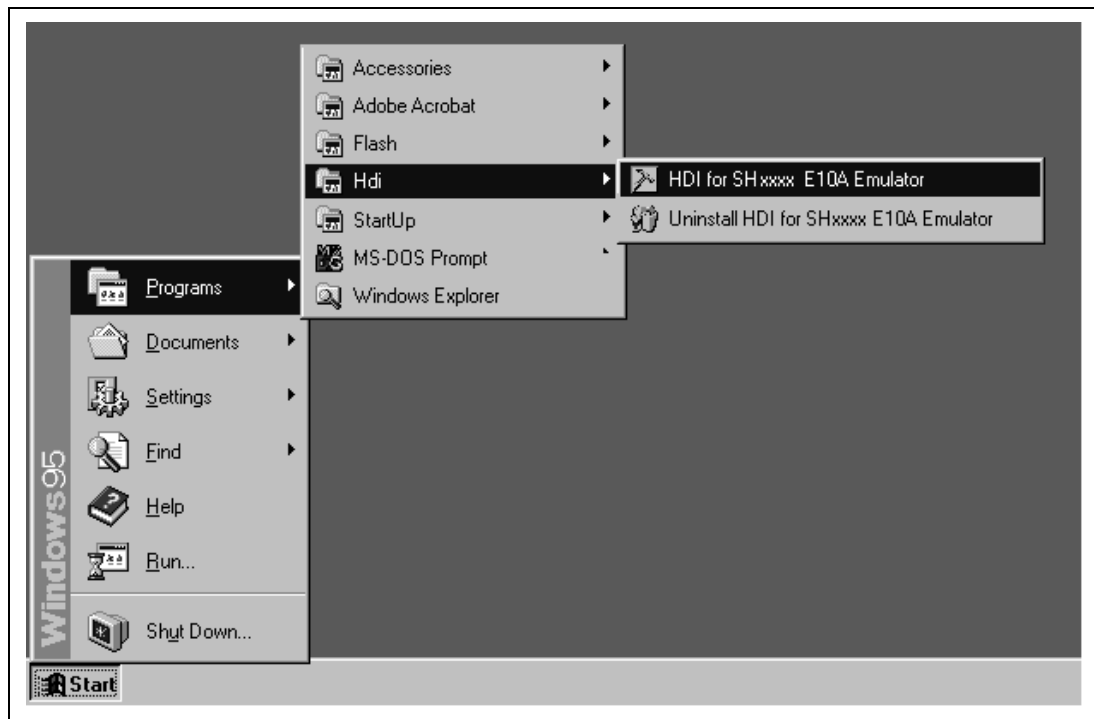 Accessories
Adobe Acrobat
Flash
Hdi
StartUp
MS-DOS Prompt
Windows Explorer
HDI for SHxxxx E10A Emulator
Uninstall HDI for SHxxxx E10A Emulator
Programs
Documents
Settings
Find
Help
Run...
Shut Down...
Windows95
Start